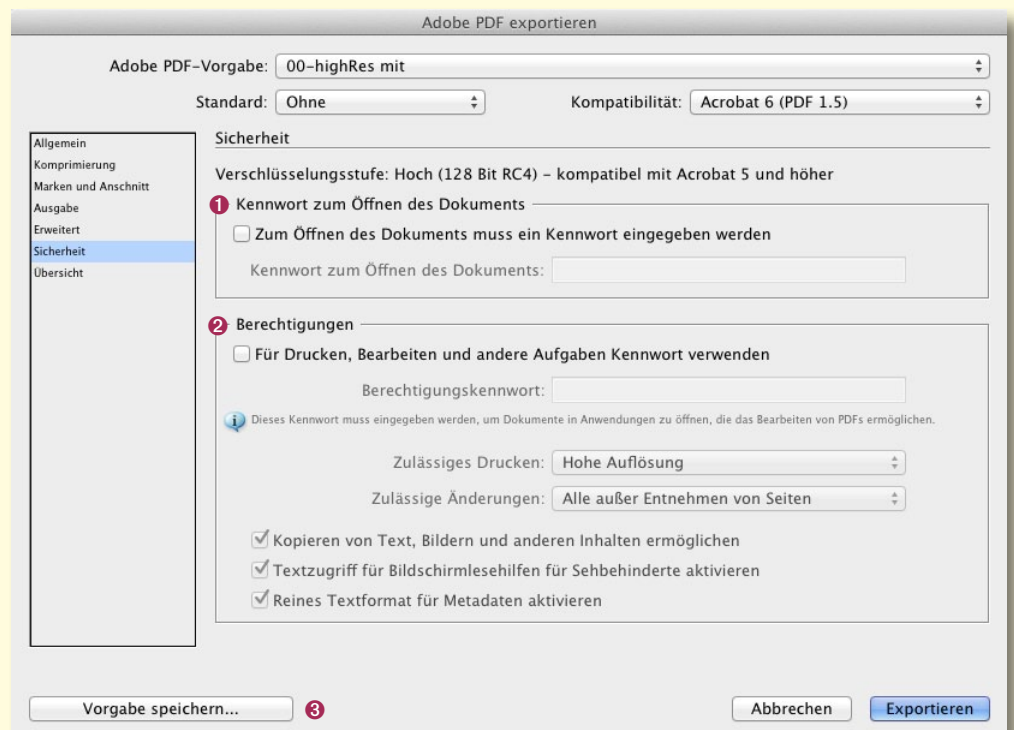 Adobe PDF exportieren
Adobe PDF-Vorgabe: 00-highRes mit
Standard: Ohne Kompatibilität: Acrobat 6 (PDF 1.5)
Allgemein
Komprimierung
Marken und Anschnitt
Ausgabe
Erweitert
Sicherheit
Übersicht
Sicherheit
Verschlüsselungsstufe: Hoch (128 Bit RC4) – kompatibel mit Acrobat 5 und höher
1 Kennwort zum Öffnen des Dokuments
Zum Öffnen des Dokuments muss ein Kennwort eingegeben werden
Kennwort zum Öffnen des Dokuments:
2 Berechtigungen
Für Drucken, Bearbeiten und andere Aufgaben Kennwort verwenden
Berechtigungskennwort:
Dieses Kennwort muss eingegeben werden, um Dokumente in Anwendungen zu öffnen, die das Bearbeiten von PDFs ermöglichen.
Zulässiges Drucken: Hohe Auflösung
Zulässige Änderungen: Alle außer Entnehmen von Seiten
Kopieren von Text, Bildern und anderen Inhalten ermöglichen
Textzugriff für Bildschirmlesehilfen für Sehbehinderte aktivieren
Reines Textformat für Metadaten aktivieren
Vorgabe speichern... 3 Abbrechen Exportieren